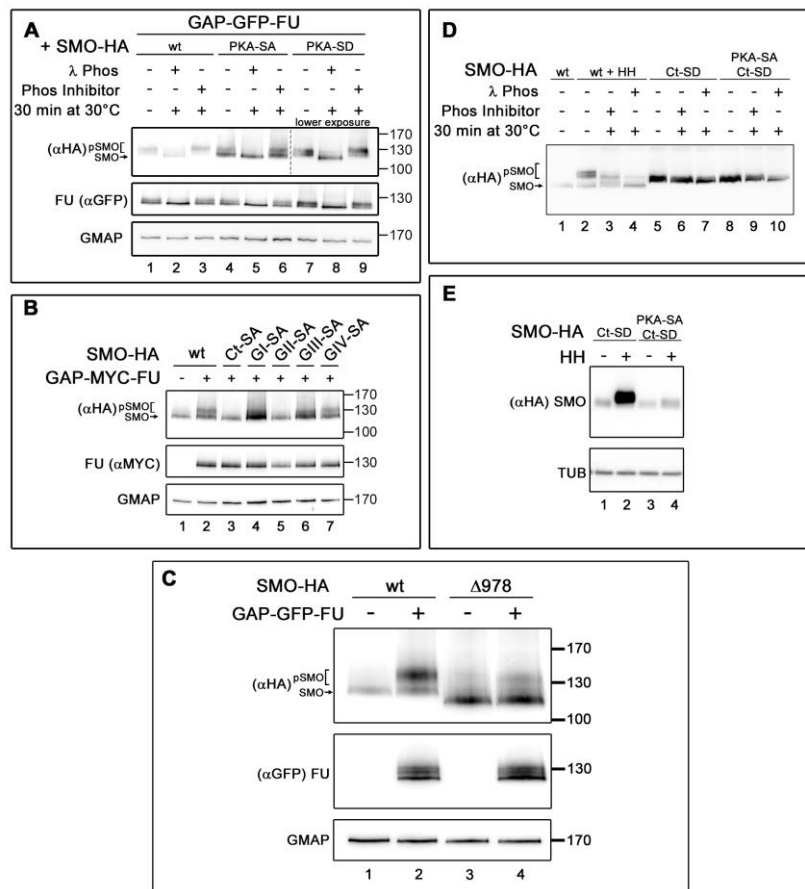 A
GAP-GFP-FU
+ SMO-HA
wt PKA-SA PKA-SD
λ Phos - + - - + - - + -
Phos Inhibitor - - + - - + - - +
30 min at 30°C - + + - + + - + +
lower exposure
(αHA) pSMO[
SMO→
170
130
100
FU (αGFP) 130
GMAP 170
1 2 3 4 5 6 7 8 9
B
SMO-HA wt Ct-SA GI-SA GII-SA GIII-SA GIV-SA
GAP-MYC-FU - + + + + + +
(αHA) pSMO[
SMO→
170
130
100
FU (αMYC) 130
GMAP 170
1 2 3 4 5 6 7
C
SMO-HA wt Δ978
GAP-GFP-FU - + - +
(αHA) pSMO[
SMO→
170
130
100
(αGFP) FU 130
GMAP 170
1 2 3 4
D
SMO-HA wt wt + HH Ct-SD PKA-SA Ct-SD
λ Phos - - - + - - + - - +
Phos Inhibitor - - + - - + - - + -
30 min at 30°C - - + + - + + - + +
(αHA) pSMO]
SMO→
1 2 3 4 5 6 7 8 9 10
E
SMO-HA Ct-SD PKA-SA Ct-SD
HH - + - +
(αHA) SMO
TUB
1 2 3 4